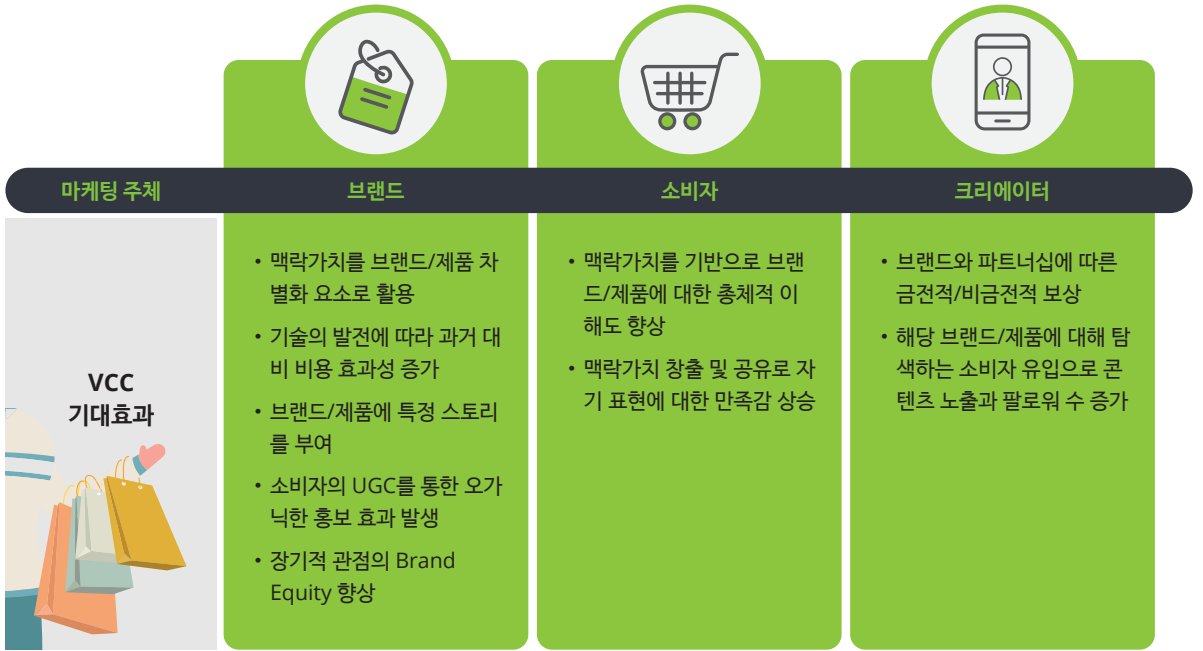 마케팅 주체
브랜드
소비자
크리에이터
VCC
기대효과
• 맥락가치를 브랜드/제품 차
별화 요소로 활용
• 기술의 발전에 따라 과거 대
비 비용 효과성 증가
• 브랜드/제품에 특정 스토리
를 부여
• 소비자의 UGC를 통한 오가
닉한 홍보 효과 발생
• 장기적 관점의 Brand
Equity 향상
• 맥락가치를 기반으로 브랜
드/제품에 대한 총체적 이
해도 향상
• 맥락가치 창출 및 공유로 자
기 표현에 대한 만족감 상승
• 브랜드와 파트너십에 따른
금전적/비금전적 보상
• 해당 브랜드/제품에 대해 탐
색하는 소비자 유입으로 콘
텐츠 노출과 팔로워 수 증가